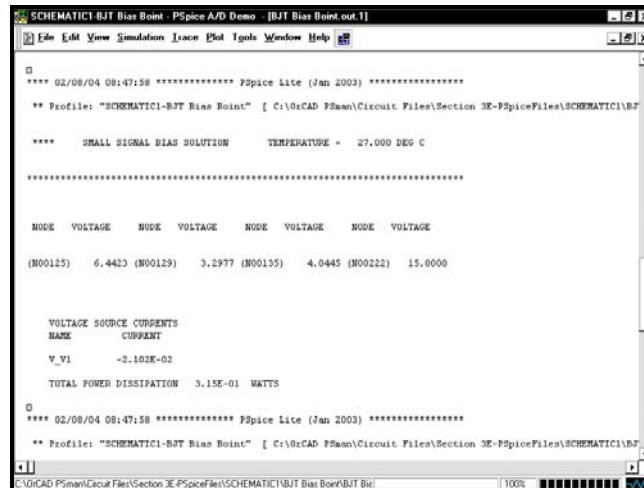 SCHEMATIC1-BJT Bias Boint - PSpice A/D Demo - [BJT Bias Boint.out.1]
File Edit View Simulation Trace Plot Tools Window Help
**** 02/08/04 08:47:58 ************** PSpice Lite (Jan 2003) *****************
** Profile: "SCHEMATIC1-BJT Bias Boint" [ C:\OrCAD PSman\Circuit Files\Section 3E-PSpiceFiles\SCHEMATIC1\BJT
**** SMALL SIGNAL BIAS SOLUTION TEMPERATURE = 27.000 DEG C
******************************************************************************
NODE VOLTAGE NODE VOLTAGE NODE VOLTAGE NODE VOLTAGE
(N00125) 6.4423 (N00129) 3.2977 (N00135) 4.0445 (N00222) 15.0000
VOLTAGE SOURCE CURRENTS
NAME CURRENT
V_V1 -2.102E-02
TOTAL POWER DISSIPATION 3.15E-01 WATTS
**** 02/08/04 08:47:58 ************** PSpice Lite (Jan 2003) *****************
** Profile: "SCHEMATIC1-BJT Bias Boint" [ C:\OrCAD PSman\Circuit Files\Section 3E-PSpiceFiles\SCHEMATIC1\BJT
C:\OrCAD PSman\Circuit Files\Section 3E-PSpiceFiles\SCHEMATIC1\BJT Bias Boint\BJT Bia 100%